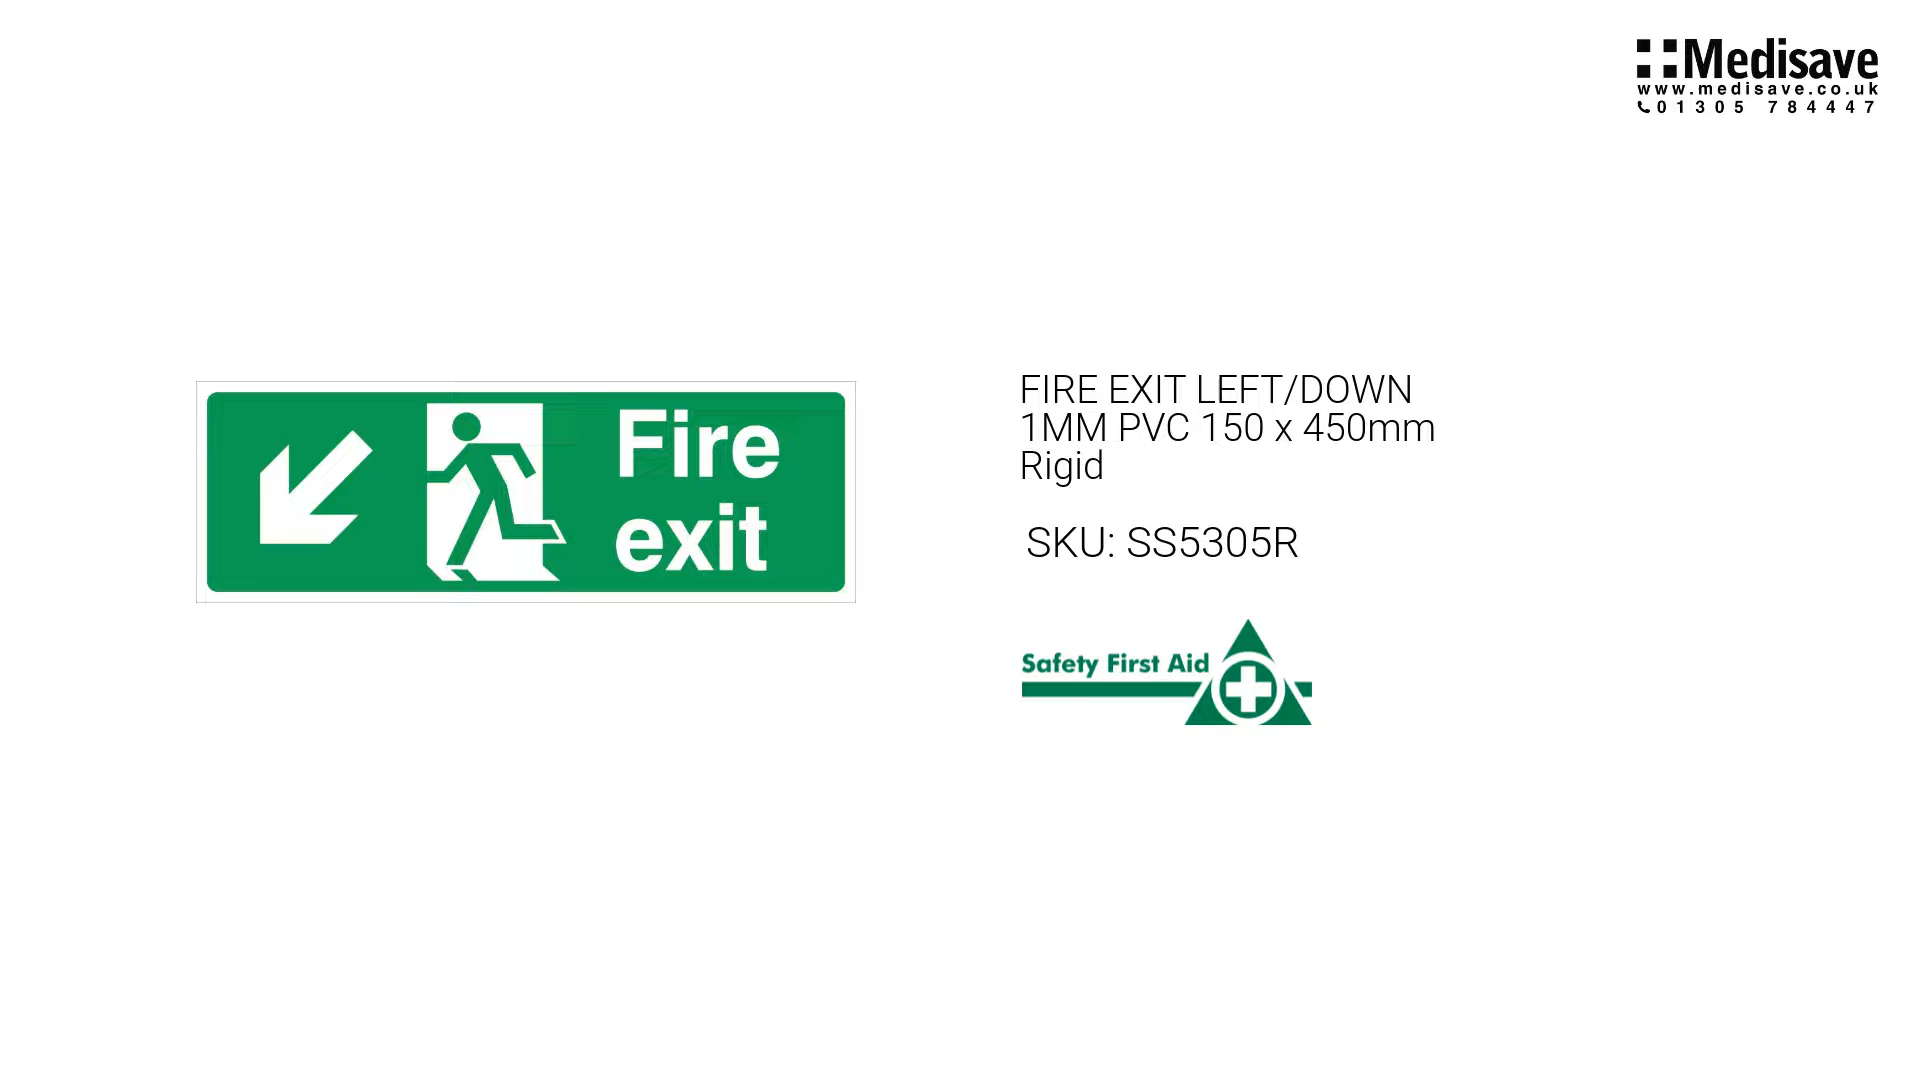 Medisave
www.medisave.co.uk
01305 784447
Fire
exit
FIRE EXIT LEFT/DOWN
1MM PVC 150 x 450mm
Rigid
SKU: SS5305R
Safety First Aid